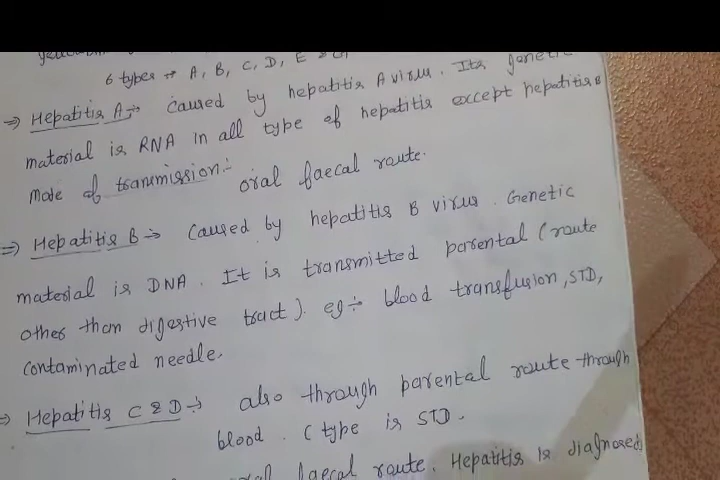 6 types → A, B, C, D, E & G
⇒ Hepatitis A :→ caused by hepatitis A virus. Its genetic
material is RNA in all type of hepatitis except hepatitis B
Mode of transmission :- oral faecal route.
⇒ Hepatitis B :→ Caused by hepatitis B virus. Genetic
material is DNA. It is transmitted parental (route
other than digestive tract). eg :- blood transfusion, STD,
contaminated needle.
⇒ Hepatitis C & D :→ also through parental route through
blood. C type is STD.
faecal route. Hepatitis is diagnosed